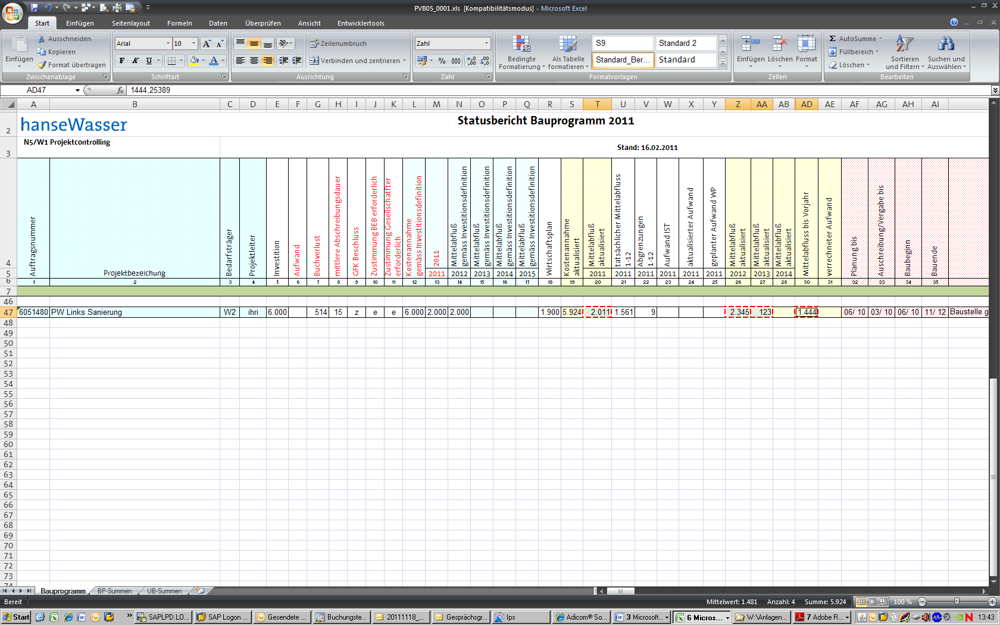 PVB05_0001.xls [Kompatibilitätsmodus] - Microsoft Excel
Start Einfügen Seitenlayout Formeln Daten Überprüfen Ansicht Entwicklertools
Einfügen
Ausschneiden
Kopieren
Format übertragen
Zwischenablage
Arial 10
F K U
Schriftart
Zeilenumbruch
Verbinden und zentrieren
Ausrichtung
Zahl
% 000
Zahl
Bedingte Formatierung
Als Tabelle formatieren
S9 Standard 2
Standard_Ber... Standard
Formatvorlagen
Einfügen Löschen Format
Zellen
Σ AutoSumme
Füllbereich
Löschen
Sortieren und Filtern
Suchen und Auswählen
Bearbeiten
AD47 fx 1444,25389
A B C D E F G H I J K L M N O P Q R S T U V W X Y Z AA AB AD AE AF AG AH AI
2 hanseWasser Statusbericht Bauprogramm 2011
N5/W1 Projektcontrolling
3 Stand: 16.02.2011
4
Auftragsnummer
Projektbezeichung
Bedarfsträger
Projektleiter
Investition
Aufwand
Buchverlust
mittlere Abschreibungsdauer
GFK Beschluss
Zustimmung BEB erforderlich
Zustimmung Gesellschatfter erforderlich
Kostenannahme gemäss Investitionsdefinition
2011
Mittelabfluß gemäss Investitionsdefinition
Mittelabfluß gemäss Investitionsdefinition
Mittelabfluß gemäss Investitionsdefinition
Mittelabfluß gemäss Investitionsdefinition
Wirtschaftsplan
Kostenannahme aktualisiert
Mittelabfluß aktualisiert
tatsächlicher Mittelabfluss 1-12
Abgrenzungen 1-12
Aufwand IST
aktualisierter Aufwand
geplanter Aufwand WP
Mittelabfluß aktualisiert
Mittelabfluß aktualisiert
Mittelabfluß aktualisiert
Mittelabfluss bis Vorjahr
verrechneter Aufwand
Planung bis
Auschreibung/Vergabe bis
Baubeginn
Bauende
5 2011 2012 2013 2014 2015 2011 2011 2011 2011 2011 2011 2012 2013 2014
6 1 2 3 4 5 6 7 8 9 10 11 12 13 14 15 16 17 18 19 20 21 22 23 24 25 26 27 28 30 31 32 33 34 35
7
46
47 6051480 PW Links Sanierung W2 ihri 6.000 514 15 z e e 6.000 2.000 2.000 1.900 5.924 2.011 1.561 9 2.345 123 1.444 06/ 10 03/ 10 06/ 10 11/ 12 Baustelle g
48
49
50
51
52
53
54
55
56
57
58
59
60
61
62
63
64
65
66
67
68
69
70
71
72
73
74
Bauprogramm BP-Summen UB-Summen
Bereit Mittelwert: 1.481 Anzahl: 4 Summe: 5.924 100 %
Start » SAPLPD.LO... SAP Logon ... Gesendete ... Buchungste... 20111118_... Gesprächsgr... Ips Adicom® So... 3 Microsoft... 6 Micros... W:\Anlagen... 7 Adobe R... 13:43